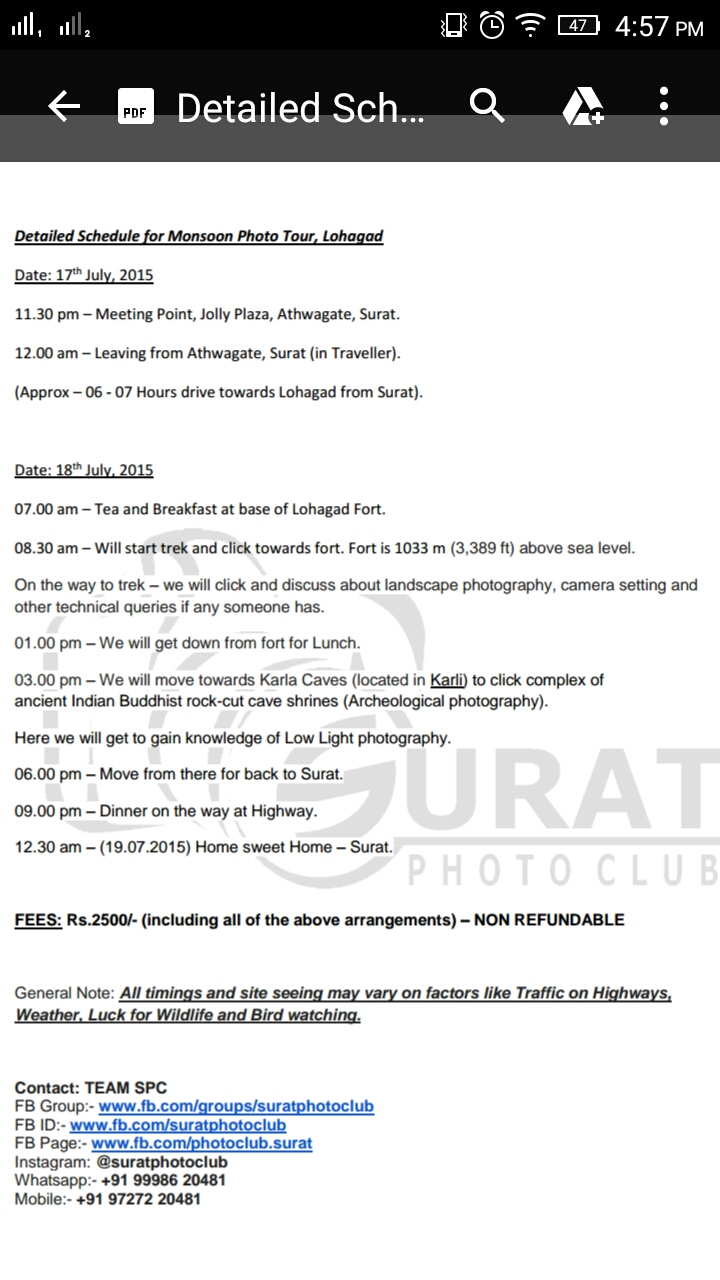 1 2 47 4:57 PM
PDF Detailed Sch...
Detailed Schedule for Monsoon Photo Tour, Lohagad
Date: 17th July, 2015
11.30 pm – Meeting Point, Jolly Plaza, Athwagate, Surat.
12.00 am – Leaving from Athwagate, Surat (in Traveller).
(Approx – 06 - 07 Hours drive towards Lohagad from Surat).
Date: 18th July, 2015
07.00 am – Tea and Breakfast at base of Lohagad Fort.
08.30 am – Will start trek and click towards fort. Fort is 1033 m (3,389 ft) above sea level.
On the way to trek – we will click and discuss about landscape photography, camera setting and
other technical queries if any someone has.
01.00 pm – We will get down from fort for Lunch.
03.00 pm – We will move towards Karla Caves (located in Karli) to click complex of
ancient Indian Buddhist rock-cut cave shrines (Archeological photography).
Here we will get to gain knowledge of Low Light photography.
06.00 pm – Move from there for back to Surat.
09.00 pm – Dinner on the way at Highway.
12.30 am – (19.07.2015) Home sweet Home – Surat.
SURAT
PHOTO CLUB
FEES: Rs.2500/- (including all of the above arrangements) – NON REFUNDABLE
General Note: All timings and site seeing may vary on factors like Traffic on Highways,
Weather, Luck for Wildlife and Bird watching.
Contact: TEAM SPC
FB Group:- www.fb.com/groups/suratphotoclub
FB ID:- www.fb.com/suratphotoclub
FB Page:- www.fb.com/photoclub.surat
Instagram: @suratphotoclub
Whatsapp:- +91 99986 20481
Mobile:- +91 97272 20481